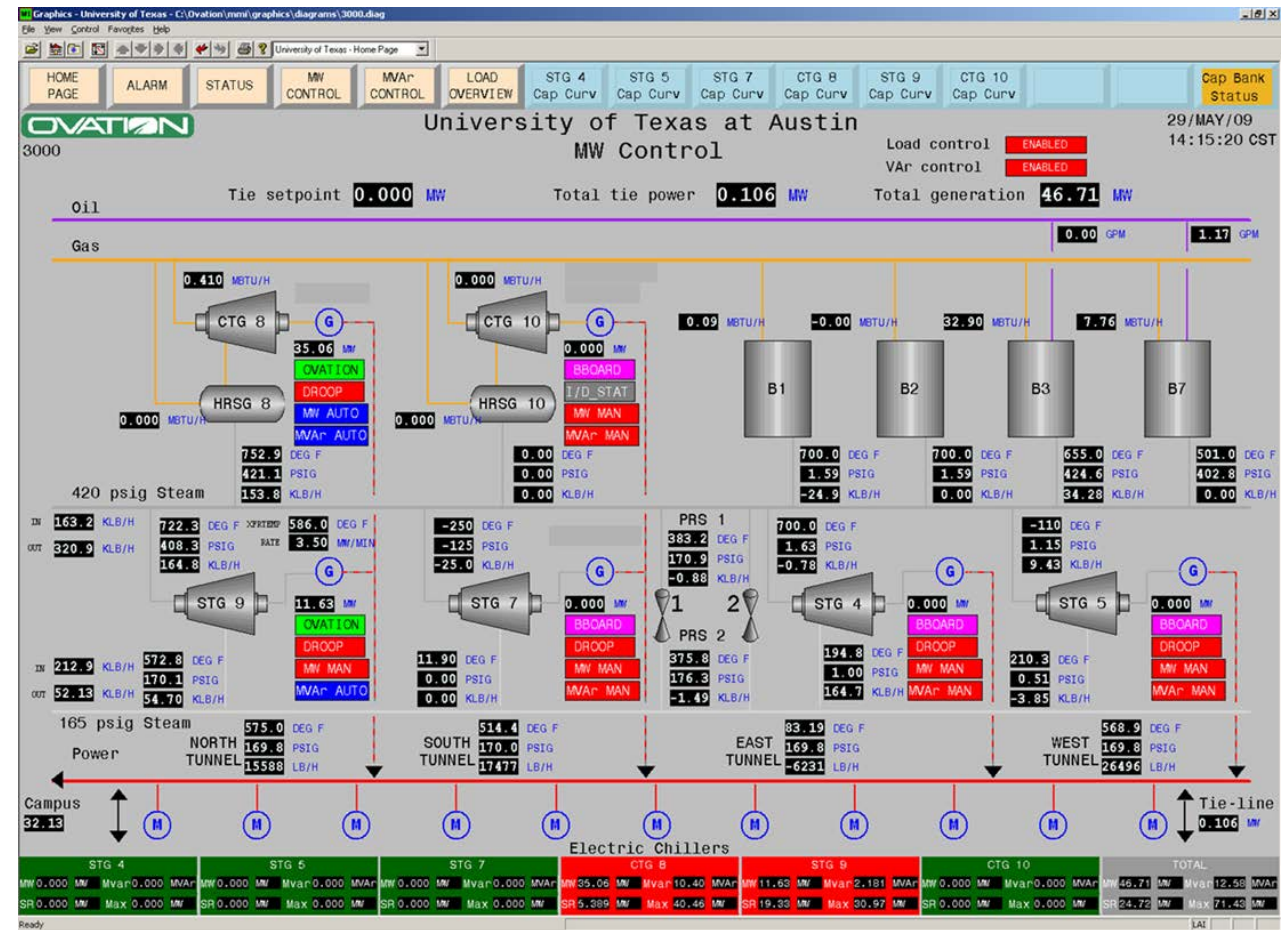 Graphics - University of Texas - C:\Ovation\mmi\graphics\diagrams\3000.diag
File View Control Favorites Help
University of Texas - Home Page
HOME PAGE
ALARM
STATUS
MW CONTROL
MVAr CONTROL
LOAD OVERVIEW
STG 4 Cap Curv
STG 5 Cap Curv
STG 7 Cap Curv
CTG 8 Cap Curv
STG 9 Cap Curv
CTG 10 Cap Curv
Cap Bank Status
OVATION
University of Texas at Austin
29/MAY/09
3000
MW Control
Load control ENABLED
14:15:20 CST
VAr control ENABLED
Tie setpoint 0.000 MW
Total tie power 0.106 MW
Total generation 46.71 MW
Oil
0.00 GPM
1.17 GPM
Gas
0.410 MBTU/H
0.000 MBTU/H
CTG 8
G
CTG 10
G
0.09 MBTU/H
-0.00 MBTU/H
32.90 MBTU/H
7.76 MBTU/H
35.06 MW
OVATION
DROOP
MW AUTO
MVAr AUTO
0.000 MW
BBOARD
I/D_STAT
MW MAN
MVAr MAN
HRSG 8
0.000 MBTU/H
HRSG 10
0.000 MBTU/H
B1
B2
B3
B7
752.9 DEG F
421.1 PSIG
153.8 KLB/H
0.00 DEG F
0.00 PSIG
0.00 KLB/H
700.0 DEG F
1.59 PSIG
-24.9 KLB/H
700.0 DEG F
1.59 PSIG
0.00 KLB/H
655.0 DEG F
424.6 PSIG
34.28 KLB/H
501.0 DEG F
402.8 PSIG
0.00 KLB/H
420 psig Steam
IN 163.2 KLB/H
OUT 320.9 KLB/H
722.3 DEG F
408.3 PSIG
164.8 KLB/H
XFRTEMP 586.0 DEG F
RATE 3.50 MW/MIN
-250 DEG F
-125 PSIG
-25.0 KLB/H
PRS 1
383.2 DEG F
170.9 PSIG
-0.88 KLB/H
700.0 DEG F
1.63 PSIG
-0.78 KLB/H
-110 DEG F
1.15 PSIG
9.43 KLB/H
STG 9
G
11.63 MW
OVATION
DROOP
MW MAN
MVAr AUTO
STG 7
G
0.000 MW
BBOARD
DROOP
MW MAN
MVAr MAN
1 2
PRS 2
375.8 DEG F
176.3 PSIG
-1.49 KLB/H
STG 4
G
0.000 MW
BBOARD
DROOP
MW MAN
MVAr MAN
STG 5
G
0.000 MW
BBOARD
DROOP
MW MAN
MVAr MAN
IN 212.9 KLB/H
OUT 52.13 KLB/H
572.8 DEG F
170.1 PSIG
54.70 KLB/H
11.90 DEG F
0.00 PSIG
0.00 KLB/H
194.8 DEG F
1.00 PSIG
164.7 KLB/H
210.3 DEG F
0.51 PSIG
-3.85 KLB/H
165 psig Steam
Power
NORTH TUNNEL
575.0 DEG F
169.8 PSIG
15588 LB/H
SOUTH TUNNEL
514.4 DEG F
170.0 PSIG
17477 LB/H
EAST TUNNEL
83.19 DEG F
169.8 PSIG
-6231 LB/H
WEST TUNNEL
568.9 DEG F
169.8 PSIG
26496 LB/H
Campus
32.13
M M M M M M M M M M M
Tie-line
0.106 MW
Electric Chillers
STG 4
MW 0.000 MW Mvar 0.000 MVAr
SR 0.000 MW Max 0.000 MW
STG 5
MW 0.000 MW Mvar 0.000 MVAr
SR 0.000 MW Max 0.000 MW
STG 7
MW 0.000 MW Mvar 0.000 MVAr
SR 0.000 MW Max 0.000 MW
CTG 8
MW 35.06 MW Mvar 10.40 MVAr
SR 5.389 MW Max 40.46 MW
STG 9
MW 11.63 MW Mvar 2.181 MVAr
SR 19.33 MW Max 30.97 MW
CTG 10
MW 0.000 MW Mvar 0.000 MVAr
SR 0.000 MW Max 0.000 MW
TOTAL
MW 46.71 MW Mvar 12.58 MVAr
SR 24.72 MW Max 71.43 MW
Ready
LAI